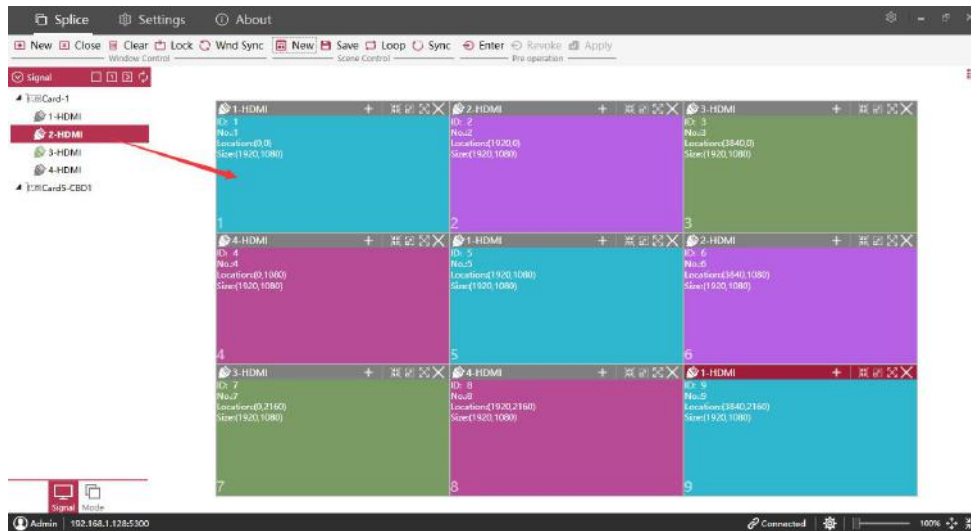 Splice Settings About
New Close Clear Lock Wnd Sync New Save Loop Sync Enter Revoke Apply
Window Control Scene Control Pre operation
Signal
Card-1
1-HDMI
2-HDMI
3-HDMI
4-HDMI
Card5-CBD1
1-HDMI
ID: 1
No.:1
Location:(0,0)
Size:(1920,1080)
1
2-HDMI
ID: 2
No.:2
Location:(1920,0)
Size:(1920,1080)
2
3-HDMI
ID: 3
No.:3
Location:(3840,0)
Size:(1920,1080)
3
4-HDMI
ID: 4
No.:4
Location:(0,1080)
Size:(1920,1080)
4
1-HDMI
ID: 5
No.:5
Location:(1920,1080)
Size:(1920,1080)
5
2-HDMI
ID: 6
No.:6
Location:(3840,1080)
Size:(1920,1080)
6
3-HDMI
ID: 7
No.:7
Location:(0,2160)
Size:(1920,1080)
7
4-HDMI
ID: 8
No.:8
Location:(1920,2160)
Size:(1920,1080)
8
1-HDMI
ID: 9
No.:9
Location:(3840,2160)
Size:(1920,1080)
9
Signal Mode
Admin 192.168.1.128:5300 Connected 100%